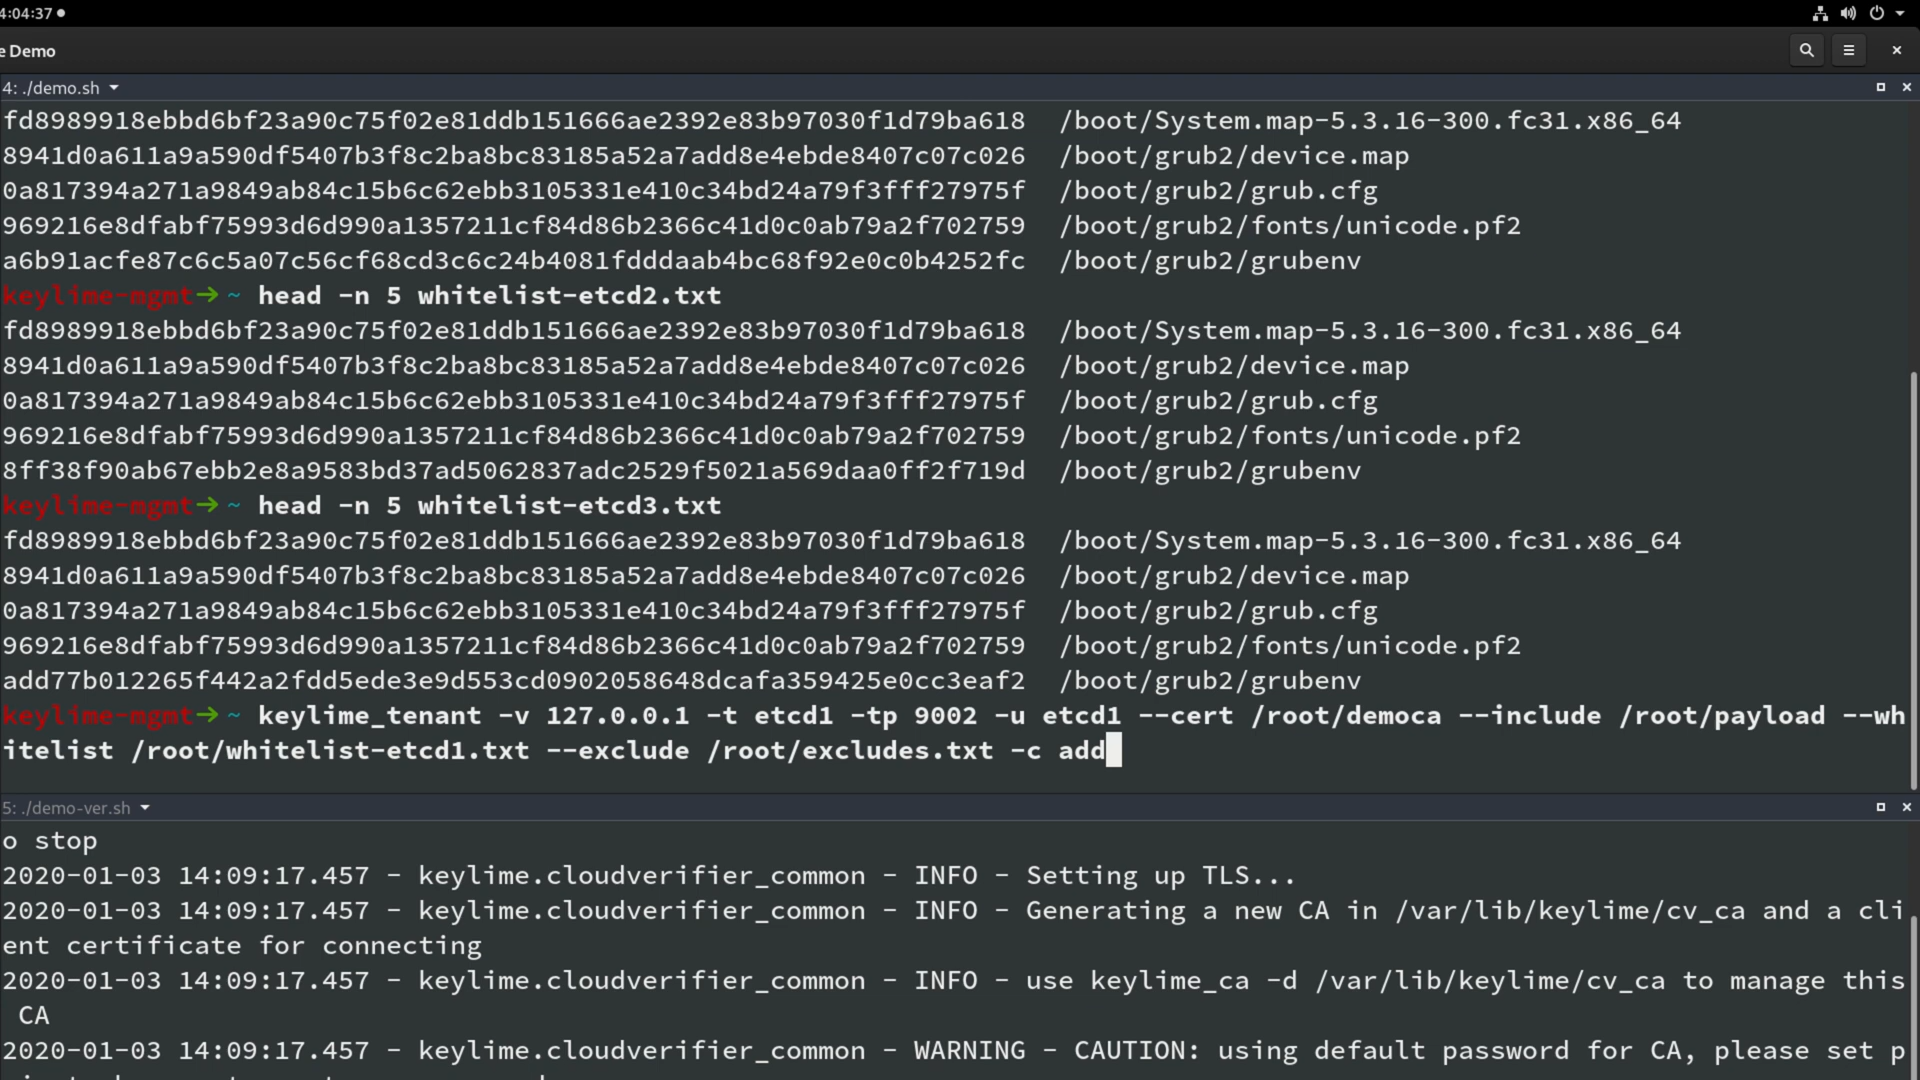 4:04:37
e Demo
4: ./demo.sh
fd8989918ebbd6bf23a90c75f02e81ddb151666ae2392e83b97030f1d79ba618 /boot/System.map-5.3.16-300.fc31.x86_64
8941d0a611a9a590df5407b3f8c2ba8bc83185a52a7add8e4ebde8407c07c026 /boot/grub2/device.map
0a817394a271a9849ab84c15b6c62ebb3105331e410c34bd24a79f3fff27975f /boot/grub2/grub.cfg
969216e8dfabf75993d6d990a1357211cf84d86b2366c41d0c0ab79a2f702759 /boot/grub2/fonts/unicode.pf2
a6b91acfe87c6c5a07c56cf68cd3c6c24b4081fdddaab4bc68f92e0c0b4252fc /boot/grub2/grubenv
keylime-mgmt→ ~ head -n 5 whitelist-etcd2.txt
fd8989918ebbd6bf23a90c75f02e81ddb151666ae2392e83b97030f1d79ba618 /boot/System.map-5.3.16-300.fc31.x86_64
8941d0a611a9a590df5407b3f8c2ba8bc83185a52a7add8e4ebde8407c07c026 /boot/grub2/device.map
0a817394a271a9849ab84c15b6c62ebb3105331e410c34bd24a79f3fff27975f /boot/grub2/grub.cfg
969216e8dfabf75993d6d990a1357211cf84d86b2366c41d0c0ab79a2f702759 /boot/grub2/fonts/unicode.pf2
8ff38f90ab67ebb2e8a9583bd37ad5062837adc2529f5021a569daa0ff2f719d /boot/grub2/grubenv
keylime-mgmt→ ~ head -n 5 whitelist-etcd3.txt
fd8989918ebbd6bf23a90c75f02e81ddb151666ae2392e83b97030f1d79ba618 /boot/System.map-5.3.16-300.fc31.x86_64
8941d0a611a9a590df5407b3f8c2ba8bc83185a52a7add8e4ebde8407c07c026 /boot/grub2/device.map
0a817394a271a9849ab84c15b6c62ebb3105331e410c34bd24a79f3fff27975f /boot/grub2/grub.cfg
969216e8dfabf75993d6d990a1357211cf84d86b2366c41d0c0ab79a2f702759 /boot/grub2/fonts/unicode.pf2
add77b012265f442a2fdd5ede3e9d553cd0902058648dcafa359425e0cc3eaf2 /boot/grub2/grubenv
keylime-mgmt→ ~ keylime_tenant -v 127.0.0.1 -t etcd1 -tp 9002 -u etcd1 --cert /root/democa --include /root/payload --wh
itelist /root/whitelist-etcd1.txt --exclude /root/excludes.txt -c add
5: ./demo-ver.sh
o stop
2020-01-03 14:09:17.457 - keylime.cloudverifier_common - INFO - Setting up TLS...
2020-01-03 14:09:17.457 - keylime.cloudverifier_common - INFO - Generating a new CA in /var/lib/keylime/cv_ca and a cli
ent certificate for connecting
2020-01-03 14:09:17.457 - keylime.cloudverifier_common - INFO - use keylime_ca -d /var/lib/keylime/cv_ca to manage this
CA
2020-01-03 14:09:17.457 - keylime.cloudverifier_common - WARNING - CAUTION: using default password for CA, please set p